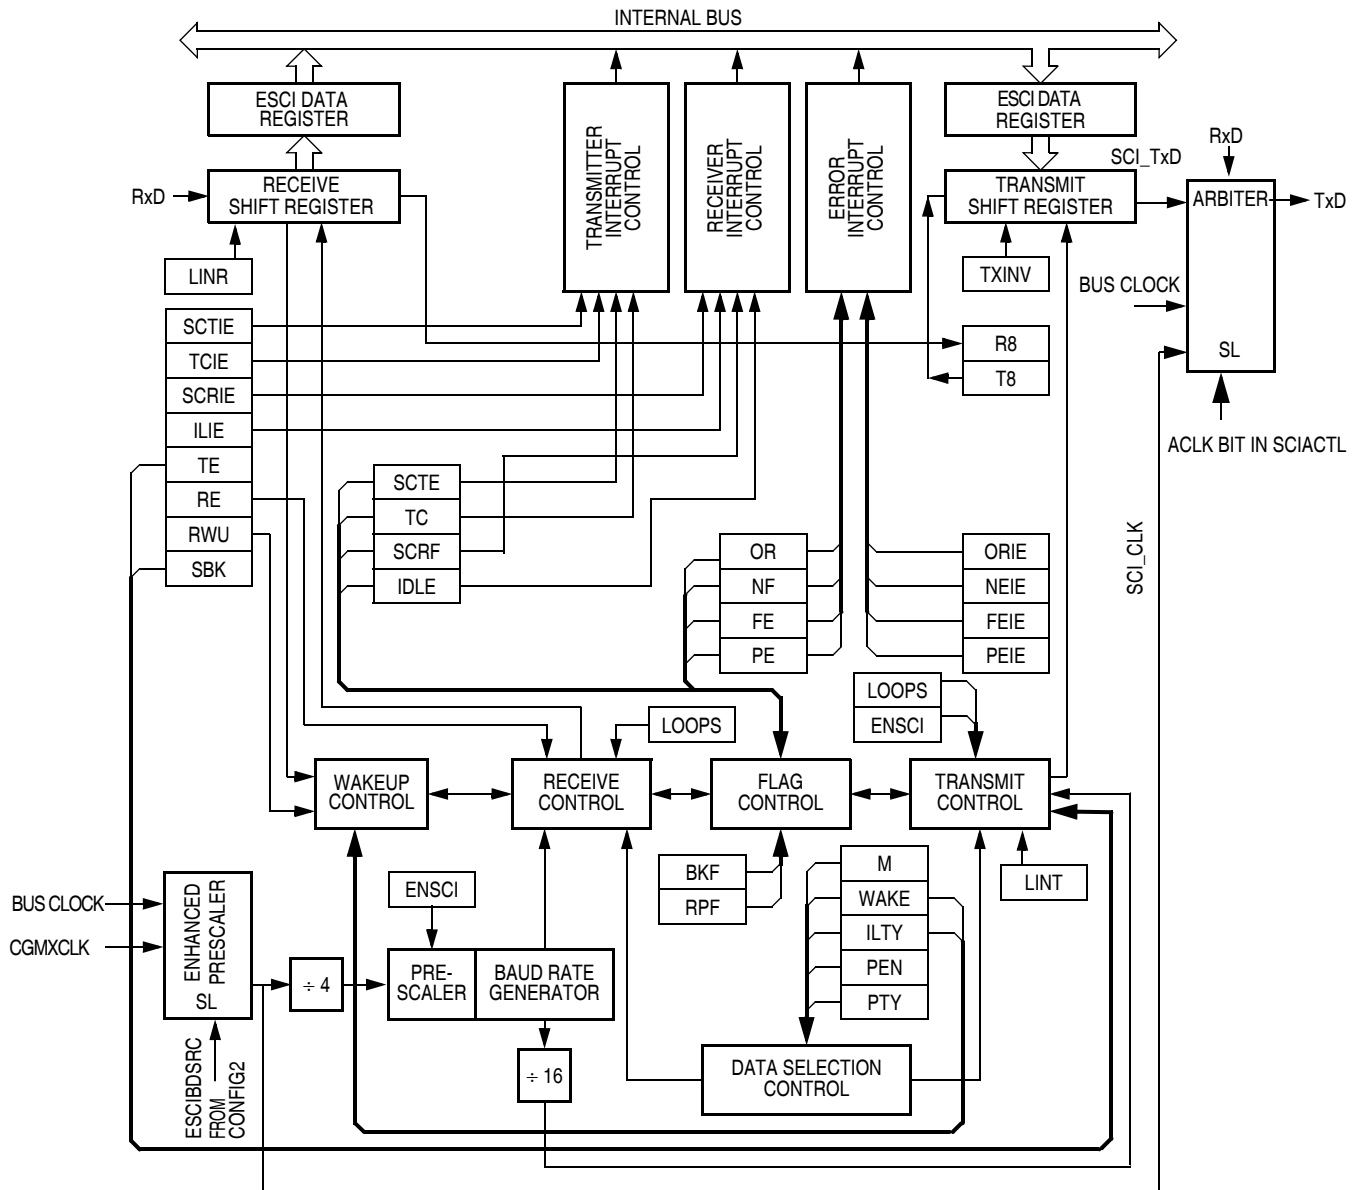 INTERNAL BUS
ESCI DATA
REGISTER
TRANSMITTER
INTERRUPT
CONTROL
RECEIVER
INTERRUPT
CONTROL
ERROR
INTERRUPT
CONTROL
ESCI DATA
REGISTER
RxD
RECEIVE
SHIFT REGISTER
TRANSMIT
SHIFT REGISTER
SCI_TxD
RxD
ARBITER
TxD
LINR
TXINV
BUS CLOCK
SL
ACLK BIT IN SCIACTL
SCTIE
TCIE
SCRIE
ILIE
TE
RE
RWU
SBK
R8
T8
SCTE
TC
SCRF
IDLE
OR
NF
FE
PE
ORIE
NEIE
FEIE
PEIE
SCI_CLK
LOOPS
LOOPS
ENSCI
WAKEUP
CONTROL
RECEIVE
CONTROL
FLAG
CONTROL
TRANSMIT
CONTROL
BKF
RPF
M
WAKE
ILTY
PEN
PTY
LINT
BUS CLOCK
CGMXCLK
ENHANCED
PRESCALER
SL
ENSCI
÷ 4
PRE-
SCALER
BAUD RATE
GENERATOR
÷ 16
DATA SELECTION
CONTROL
ESCIBDSRC
FROM
CONFIG2